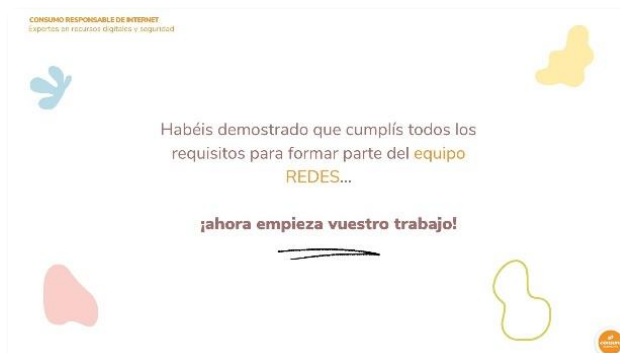 CONSUMO RESPONSABLE DE INTERNET
Expertos en recursos digitales y seguridad
Habéis demostrado que cumplís todos los
requisitos para formar parte del equipo
REDES...
¡ahora empieza vuestro trabajo!